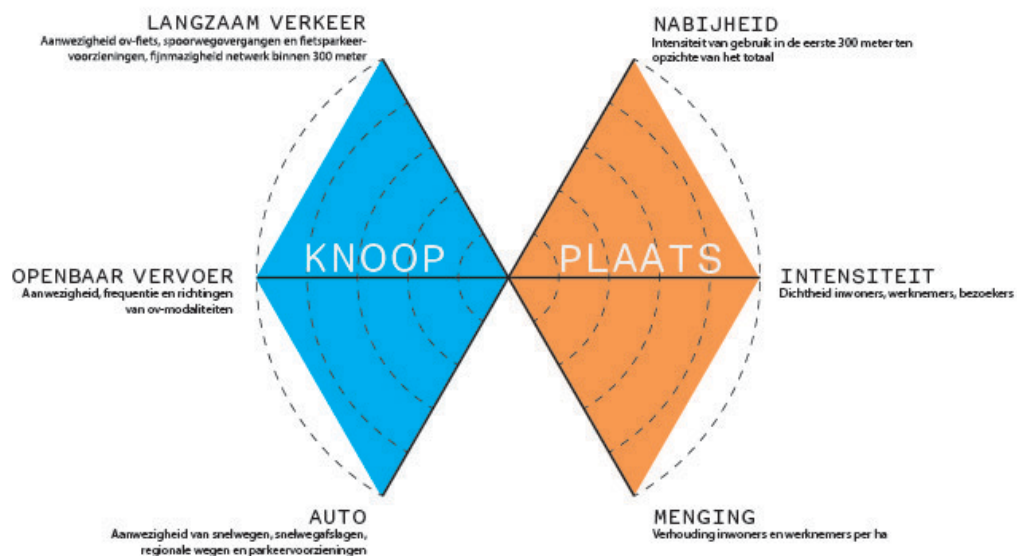 LANGZAAM VERKEER
Aanwezigheid ov-fiets, spoorwegovergangen en fietsparkeer-
voorzieningen, fijnmazigheid netwerk binnen 300 meter
NABIJHEID
Intensiteit van gebruik in de eerste 300 meter ten
opzichte van het totaal
KNOOP
PLAATS
OPENBAAR VERVOER
Aanwezigheid, frequentie en richtingen
van ov-modaliteiten
INTENSITEIT
Dichtheid inwoners, werknemers, bezoekers
AUTO
Aanwezigheid van snelwegen, snelwegafslagen,
regionale wegen en parkeervoorzieningen
MENGING
Verhouding inwoners en werknemers per ha